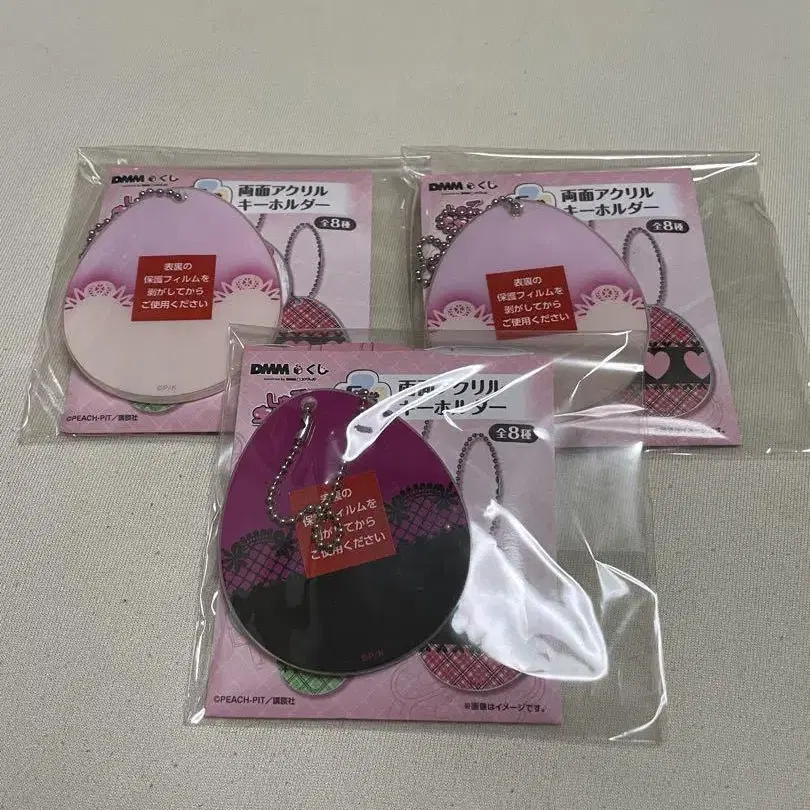 DMMくじ
両面アクリル
キーホルダー
全8種
表裏の
保護フィルムを
剥がしてから
ご使用ください
©P/K
©PEACH-PIT/講談社
DMMくじ
両面アクリル
キーホルダー
全8種
表裏の
保護フィルムを
剥がしてから
ご使用ください
©P/K
DMMくじ
両面アクリル
キーホルダー
全8種
表裏の
保護フィルムを
剥がしてから
ご使用ください
©P/K
©PEACH-PIT/講談社
※画像はイメージです。